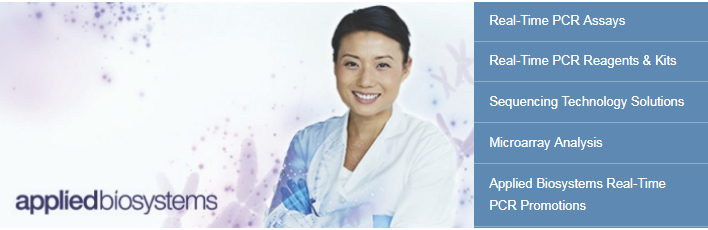 appliedbiosystems
Real-Time PCR Assays
Real-Time PCR Reagents & Kits
Sequencing Technology Solutions
Microarray Analysis
Applied Biosystems Real-Time
PCR Promotions